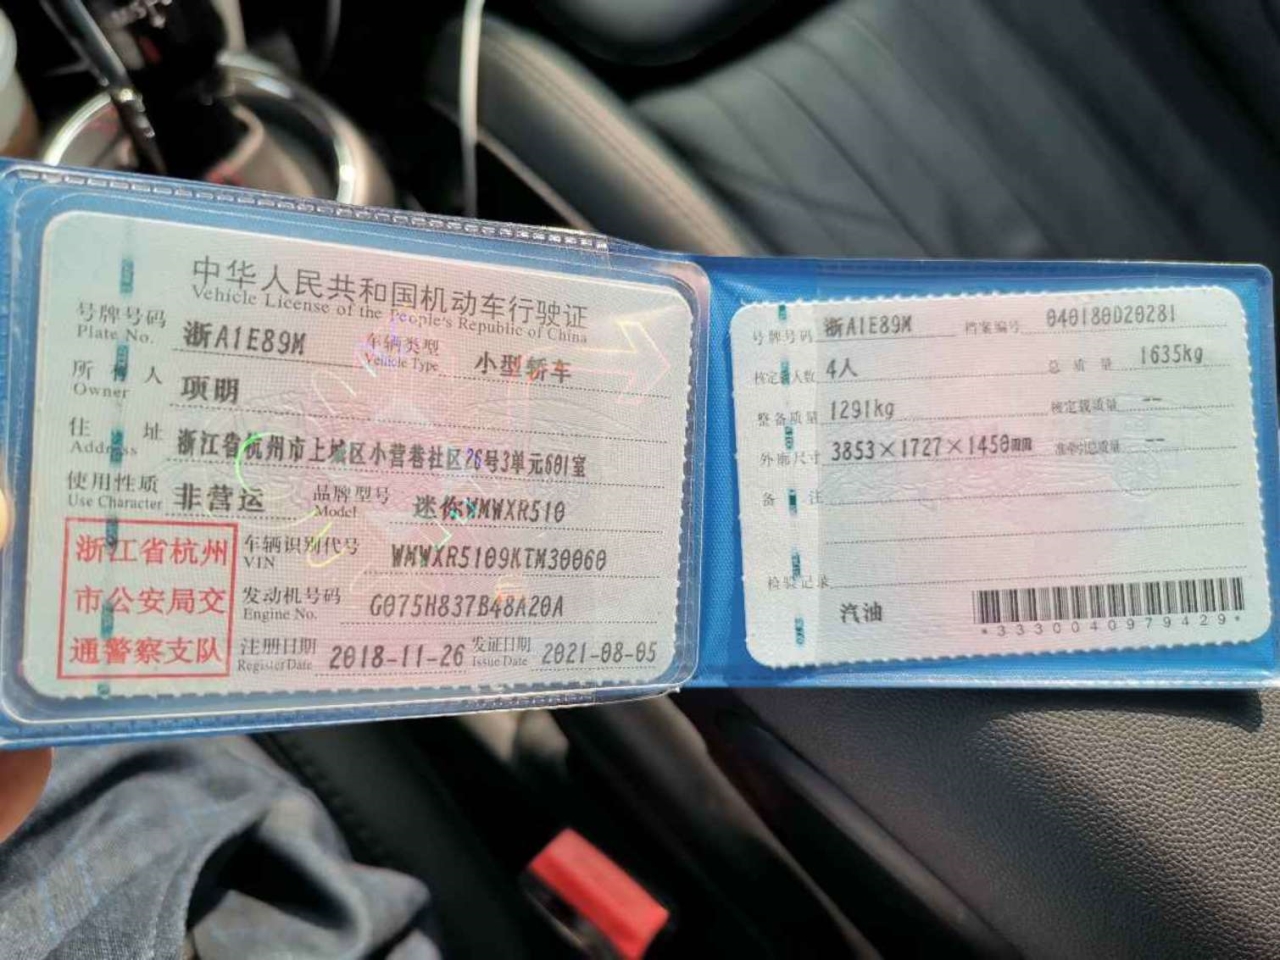 中华人民共和国机动车行驶证
Vehicle License of the People's Republic of China
号牌号码 浙A1E89M 车辆类型 小型轿车
Plate No. Vehicle Type
所有人 项明
Owner
住址 浙江省杭州市上城区小营巷社区26号3单元601室
Address
使用性质 非营运 品牌型号 迷你WMWXR510
Use Character Model
浙江省杭州
市公安局交
通警察支队
车辆识别代号 WMWXR5109KTM30060
VIN
发动机号码 G075H837B48A20A
Engine No.
注册日期 2018-11-26 发证日期 2021-08-05
Register Date Issue Date
号牌号码 浙A1E89M 档案编号 040180D20281
核定载人数 4人 总质量 1635kg
整备质量 1291kg 核定载质量 --
外廓尺寸 3853×1727×1450mm 准牵引总质量 --
备注
检验记录
汽油
*3330040979429*